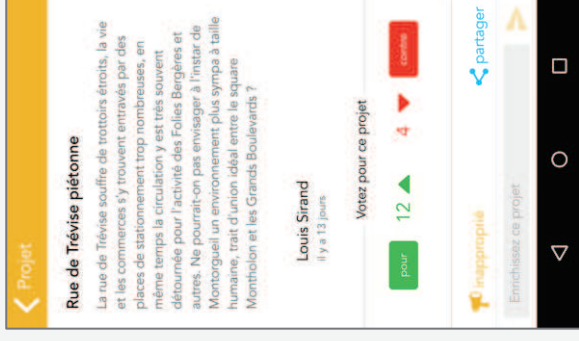 Projet
Rue de Trévise piétonne
La rue de Trévise souffre de trottoirs étroits, la vie
et les commerces s'y trouvent entravés par des
places de stationnement trop nombreuses, en
même temps la circulation y est très souvent
détournée pour l'activité des Folies Bergères et
autres. Ne pourrait-on pas envisager à l'instar de
Montorgueil un environnement plus sympa à taille
humaine, trait d'union idéal entre le square
Montholon et les Grands Boulevards ?
Louis Sirand
il y a 13 jours
Votez pour ce projet
pour 12 4 contre
inapproprié partager
Enrichissez ce projet